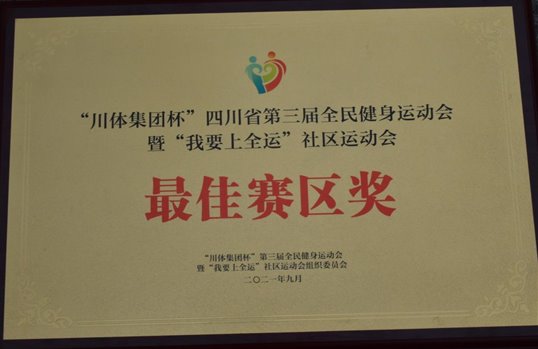 “川体集团杯”四川省第三届全民健身运动会
暨“我要上全运”社区运动会
最佳赛区奖
“川体集团杯”第三届全民健身运动会
暨“我要上全运”社区运动会组织委员会
二〇二一年九月